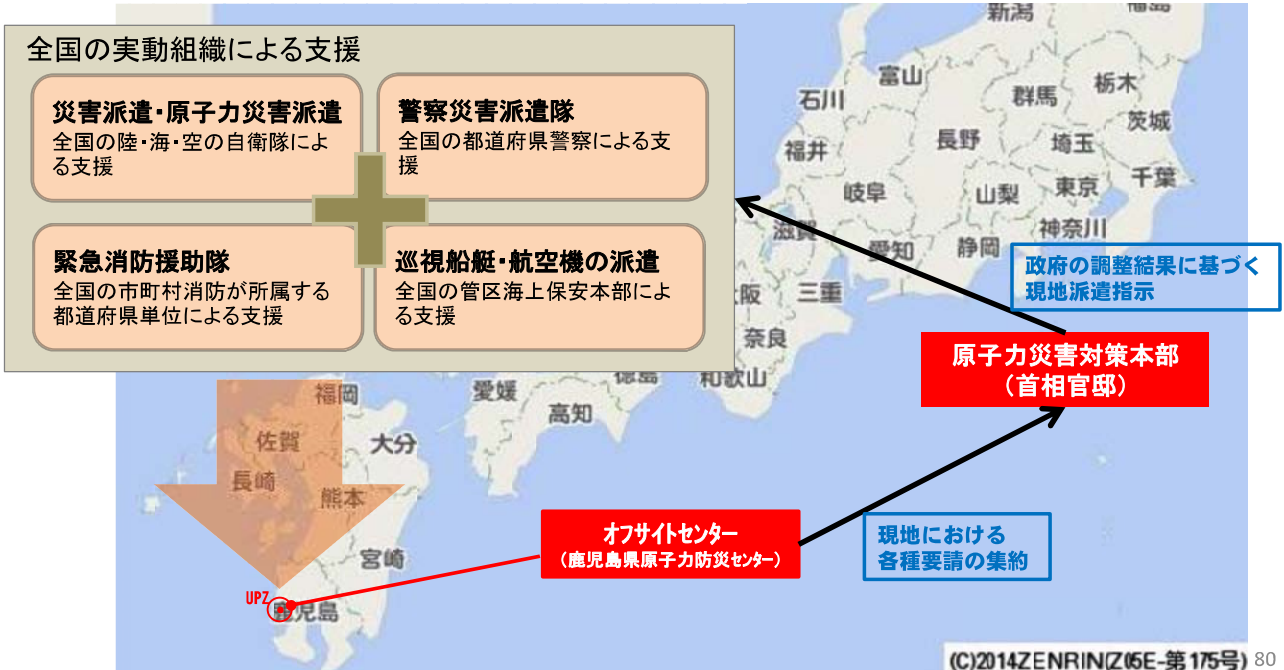 全国の実動組織による支援
災害派遣・原子力災害派遣
全国の陸・海・空の自衛隊によ
る支援
警察災害派遣隊
全国の都道府県警察による支
援
緊急消防援助隊
全国の市町村消防が所属する
都道府県単位による支援
巡視船艇・航空機の派遣
全国の管区海上保安本部によ
る支援
新潟
福島
富山
石川
群馬
栃木
茨城
長野
埼玉
福井
岐阜
山梨
東京
千葉
神奈川
滋賀
愛知
静岡
政府の調整結果に基づく
現地派遣指示
大阪
三重
奈良
原子力災害対策本部
(首相官邸)
和歌山
徳島
愛媛
高知
福岡
佐賀
大分
長崎
熊本
オフサイトセンター
(鹿児島県原子力防災センター)
現地における
各種要請の集約
宮崎
UPZ
鹿児島
(C)2014ZENRIN(Z05E-第175号)
80